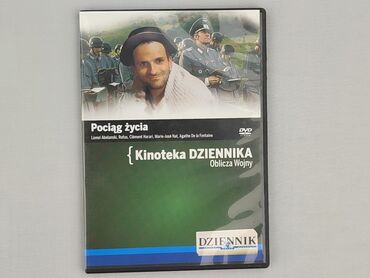 Pociąg życia
DVD
Lionel Abelanski, Rufus, Clément Harari, Marie-José Nat, Agathe De la Fontaine
{ Kinoteka DZIENNIKA
Oblicza Wojny
DZIENNIK